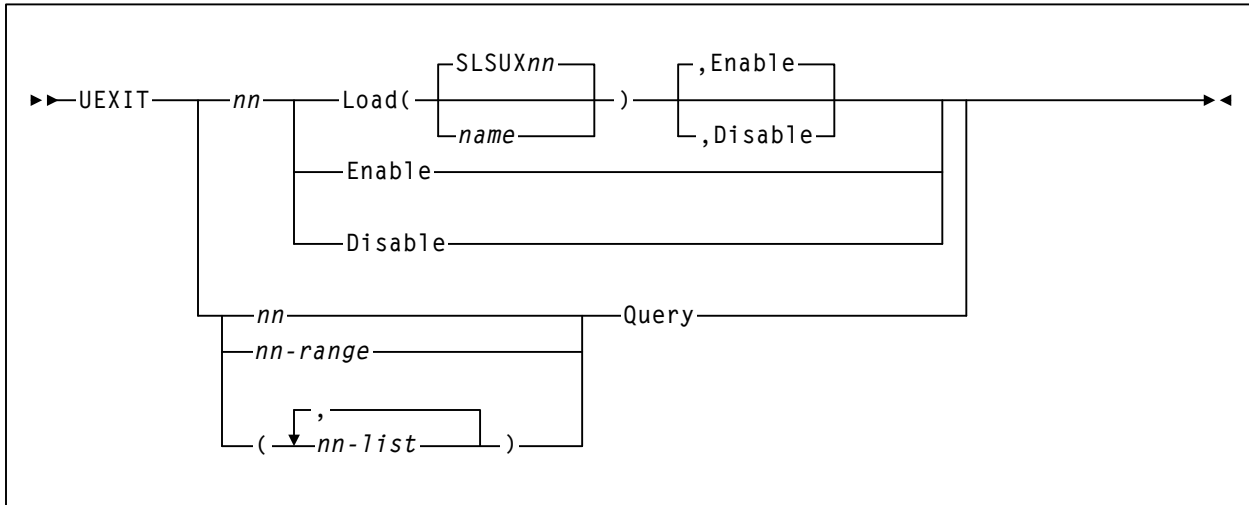 SLSUXnn ,Enable
UEXIT nn Load( )
name ,Disable
Enable
Disable
nn Query
nn-range
,
( nn-list )